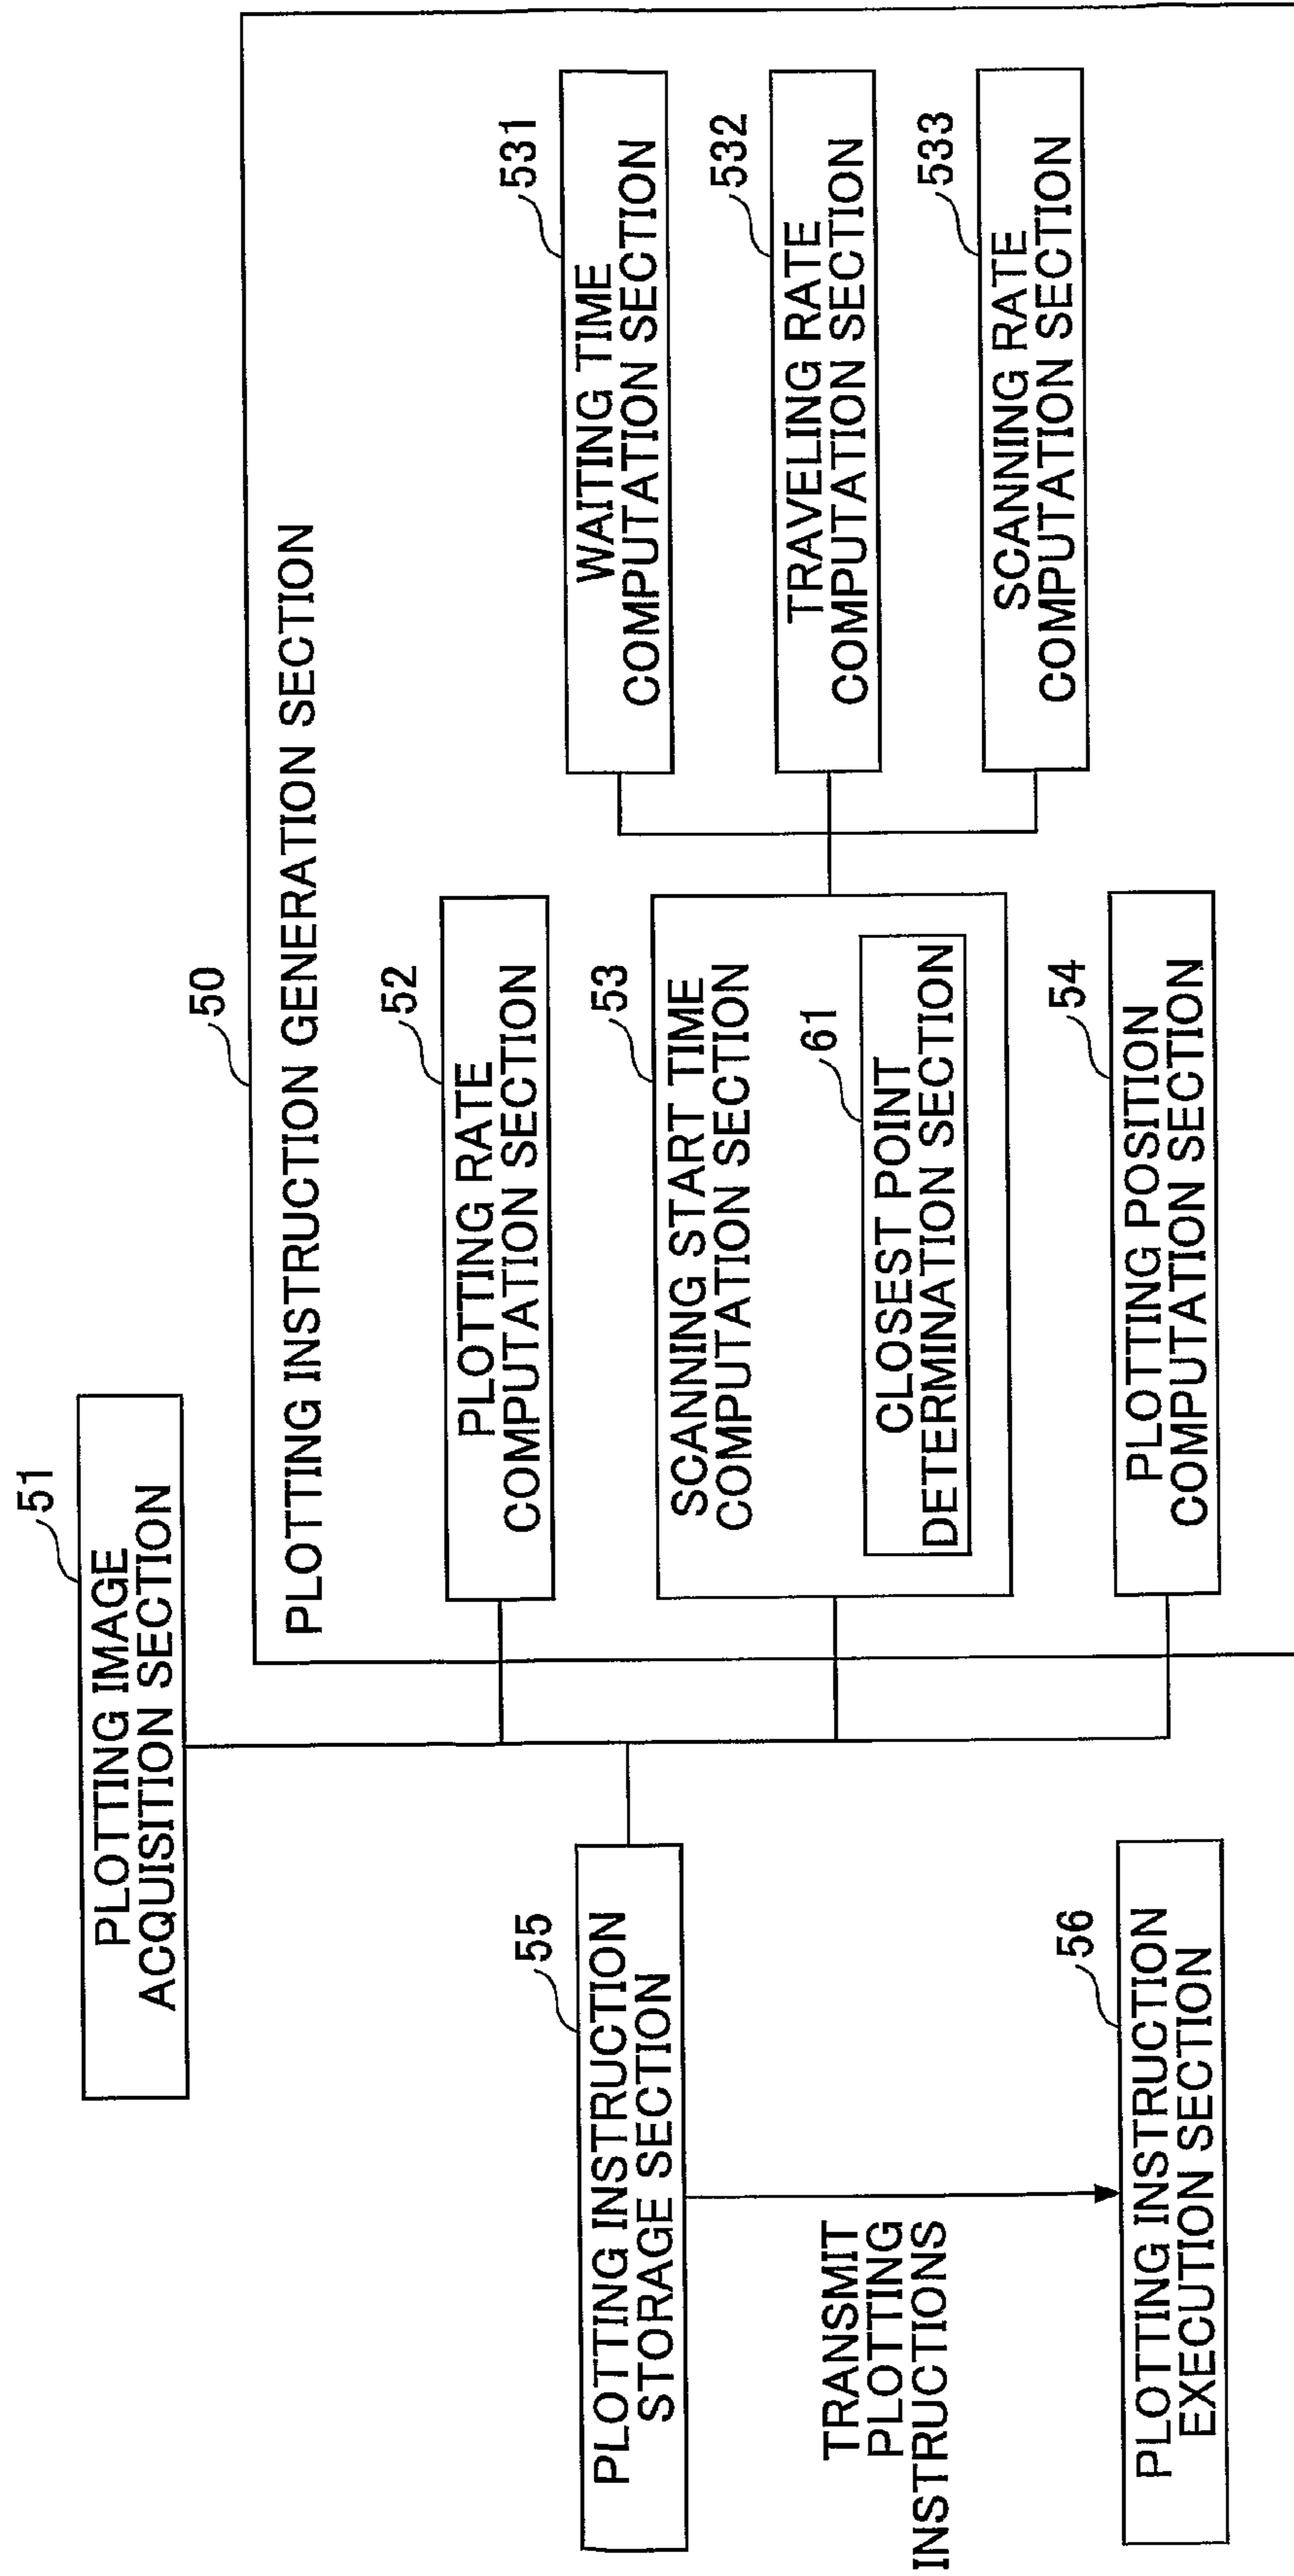 51
PLOTTING IMAGE
ACQUISITION SECTION
50
PLOTTING INSTRUCTION GENERATION SECTION
52
PLOTTING RATE
COMPUTATION SECTION
531
WAITING TIME
COMPUTATION SECTION
55
PLOTTING INSTRUCTION
STORAGE SECTION
53
SCANNING START TIME
COMPUTATION SECTION
532
TRAVELING RATE
COMPUTATION SECTION
61
CLOSEST POINT
DETERMINATION SECTION
TRANSMIT
PLOTTING
INSTRUCTIONS
533
SCANNING RATE
COMPUTATION SECTION
56
PLOTTING INSTRUCTION
EXECUTION SECTION
54
PLOTTING POSITION
COMPUTATION SECTION